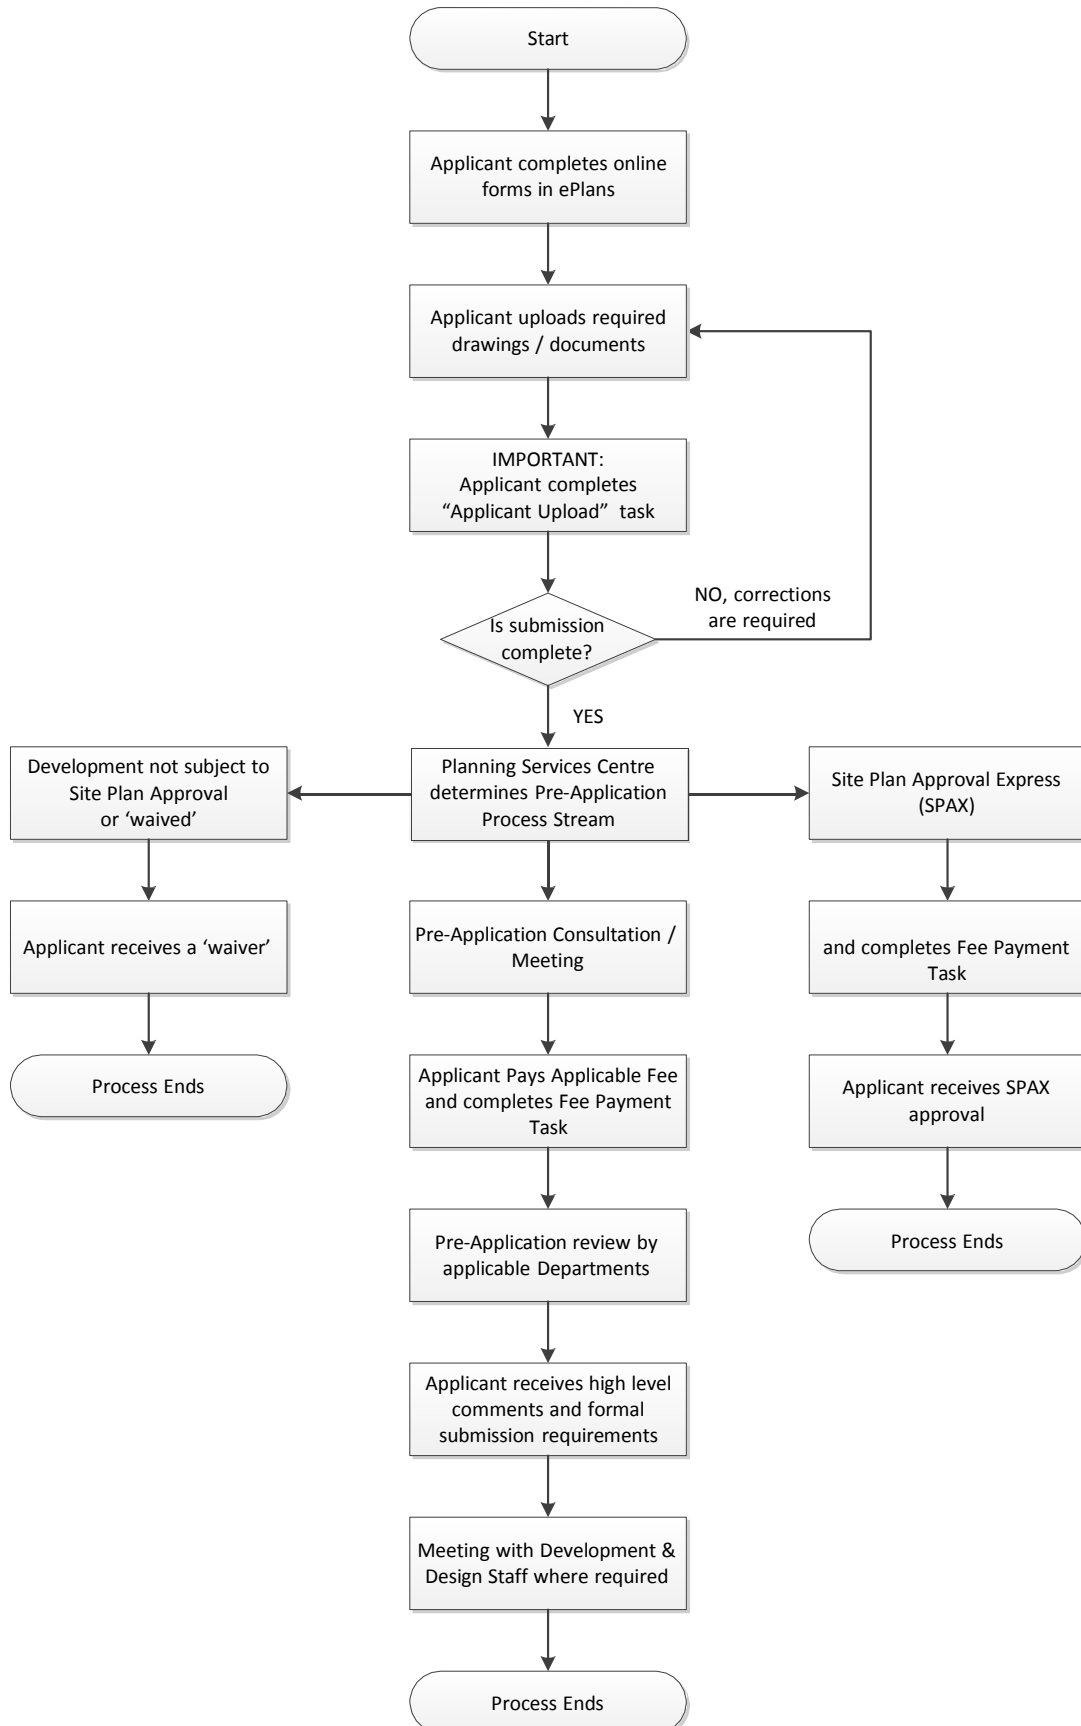 Start
Applicant completes online
forms in ePlans
Applicant uploads required
drawings / documents
IMPORTANT:
Applicant completes
“Applicant Upload” task
NO, corrections
are required
Is submission
complete?
YES
Development not subject to
Site Plan Approval
or ‘waived’
Planning Services Centre
determines Pre-Application
Process Stream
Site Plan Approval Express
(SPAX)
Applicant receives a ‘waiver’
Pre-Application Consultation /
Meeting
and completes Fee Payment
Task
Process Ends
Applicant Pays Applicable Fee
and completes Fee Payment
Task
Applicant receives SPAX
approval
Pre-Application review by
applicable Departments
Process Ends
Applicant receives high level
comments and formal
submission requirements
Meeting with Development &
Design Staff where required
Process Ends